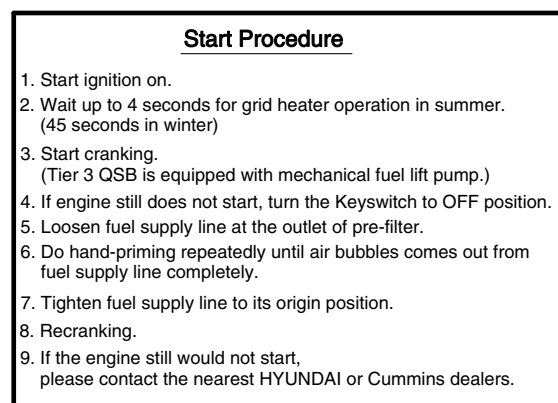 Start Procedure
1. Start ignition on.
2. Wait up to 4 seconds for grid heater operation in summer.
(45 seconds in winter)
3. Start cranking.
(Tier 3 QSB is equipped with mechanical fuel lift pump.)
4. If engine still does not start, turn the Keyswitch to OFF position.
5. Loosen fuel supply line at the outlet of pre-filter.
6. Do hand-priming repeatedly until air bubbles comes out from
fuel supply line completely.
7. Tighten fuel supply line to its origin position.
8. Recranking.
9. If the engine still would not start,
please contact the nearest HYUNDAI or Cummins dealers.